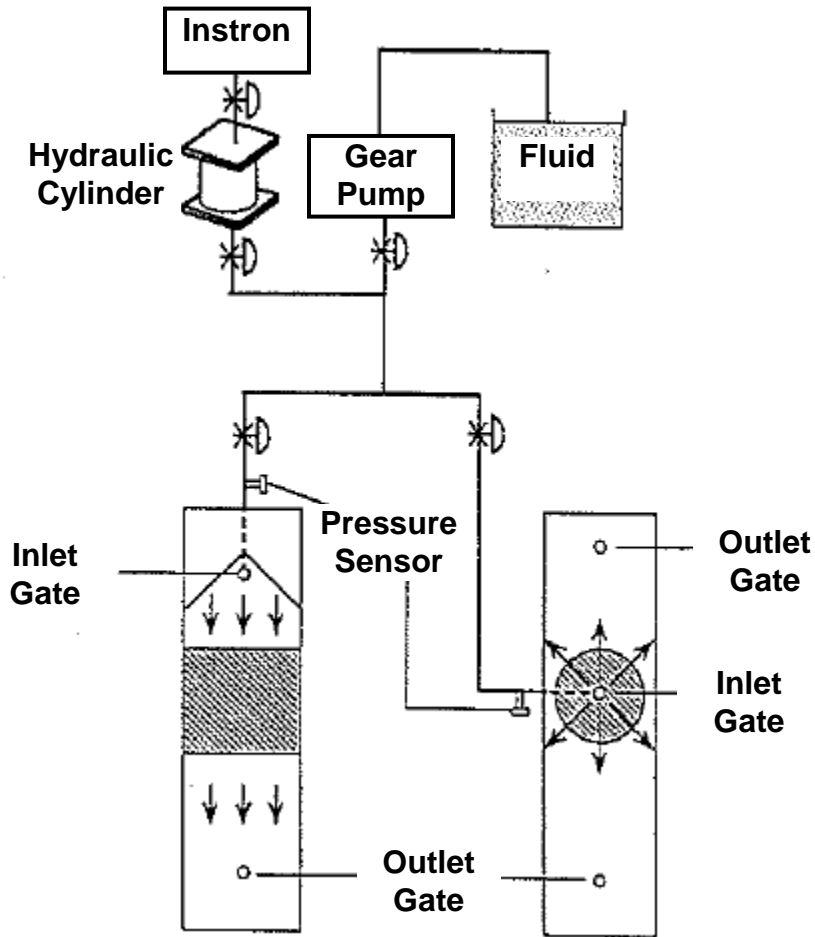 Instron
Hydraulic
Cylinder
Gear
Pump
Fluid
Pressure
Sensor
Inlet
Gate
Outlet
Gate
Inlet
Gate
Outlet
Gate